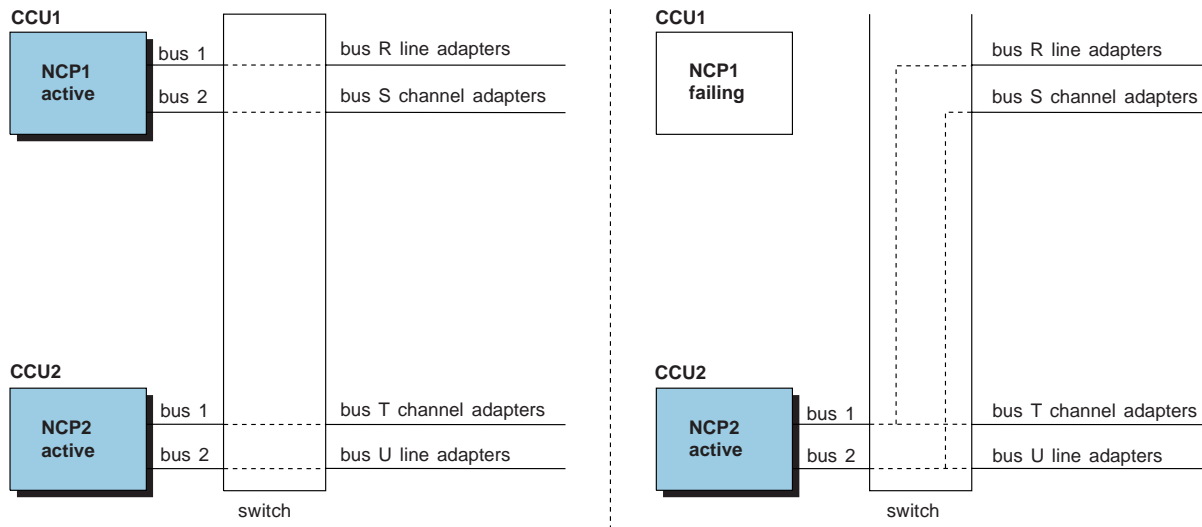 CCU1
NCP1
active
bus 1
bus 2
bus R line adapters
bus S channel adapters
CCU2
NCP2
active
bus 1
bus 2
bus T channel adapters
bus U line adapters
switch
CCU1
NCP1
failing
bus R line adapters
bus S channel adapters
CCU2
NCP2
active
bus 1
bus 2
bus T channel adapters
bus U line adapters
switch